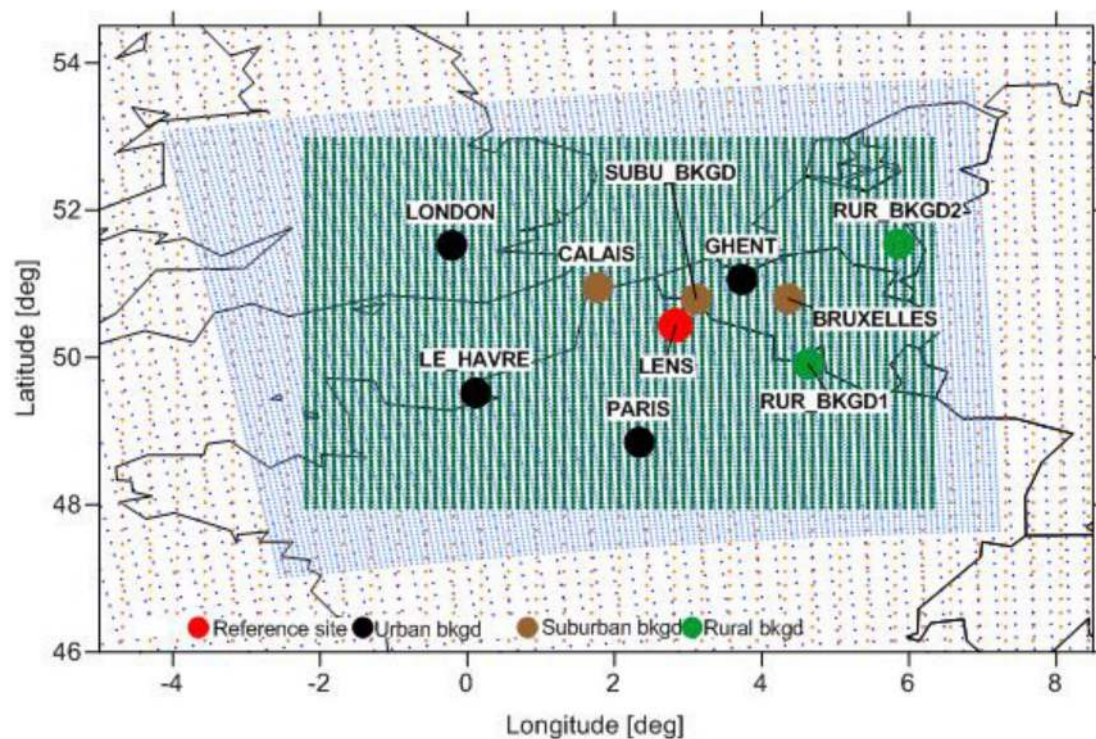 54
52
50
48
46
Latitude [deg]
SUBU_BKGD
LONDON
RUR_BKGD2
GHENT
CALAIS
BRUXELLES
LE_HAVRE
LENS
RUR_BKGD1
PARIS
Reference site Urban bkgd Suburban bkgd Rural bkgd
-4 -2 0 2 4 6 8
Longitude [deg]